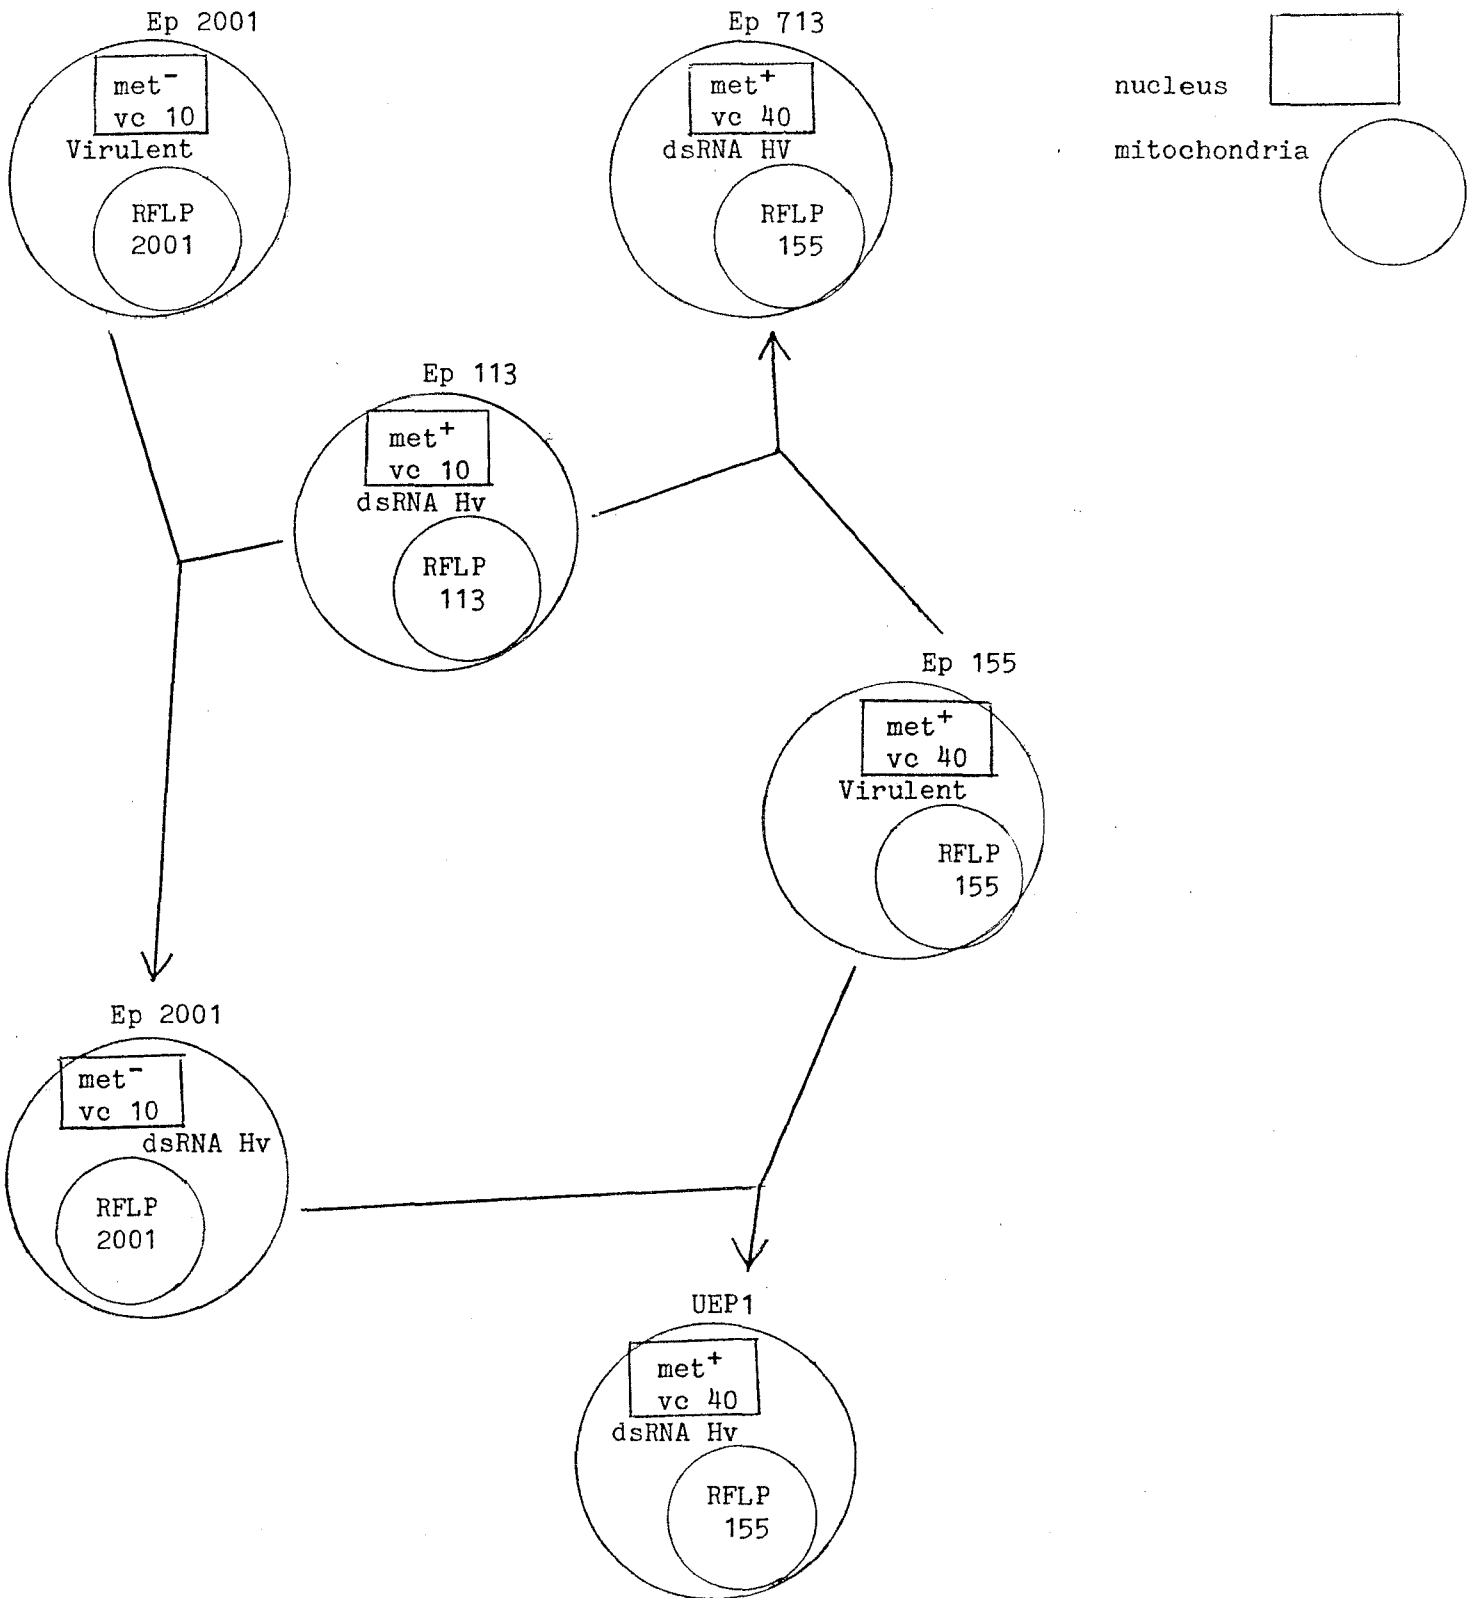 Ep 2001
met-
vc 10
Virulent
RFLP
2001
Ep 713
met+
vc 40
dsRNA HV
RFLP
155
nucleus
mitochondria
Ep 113
met+
vc 10
dsRNA Hv
RFLP
113
Ep 155
met+
vc 40
Virulent
RFLP
155
Ep 2001
met-
vc 10
dsRNA Hv
RFLP
2001
UEP1
met+
vc 40
dsRNA Hv
RFLP
155